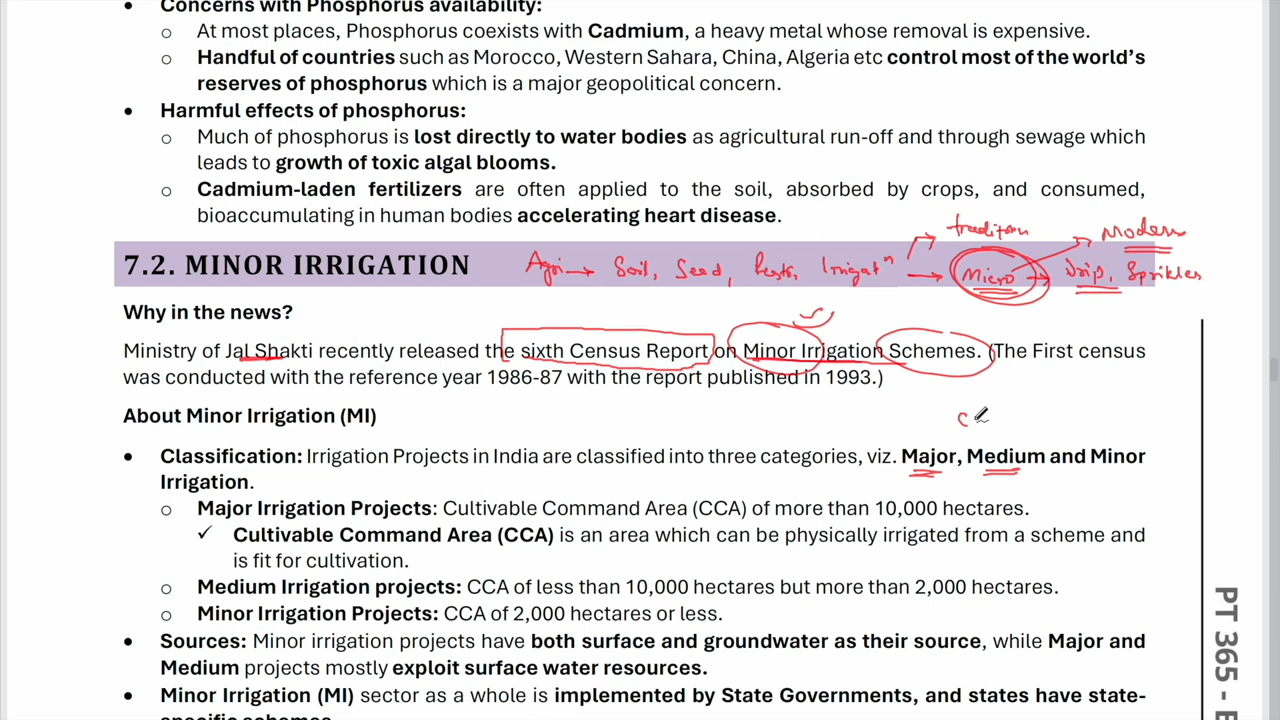 • Concerns with Phosphorus availability:
o At most places, Phosphorus coexists with Cadmium, a heavy metal whose removal is expensive.
o Handful of countries such as Morocco, Western Sahara, China, Algeria etc control most of the world's
reserves of phosphorus which is a major geopolitical concern.
• Harmful effects of phosphorus:
o Much of phosphorus is lost directly to water bodies as agricultural run-off and through sewage which
leads to growth of toxic algal blooms.
o Cadmium-laden fertilizers are often applied to the soil, absorbed by crops, and consumed,
bioaccumulating in human bodies accelerating heart disease.
tradition Modern
7.2. MINOR IRRIGATION Agri → Soil, Seed, Pests, Irrigatn → Micro → Drip, Sprikles
Why in the news?
Ministry of Jal Shakti recently released the sixth Census Report on Minor Irrigation Schemes. (The First census
was conducted with the reference year 1986-87 with the report published in 1993.)
About Minor Irrigation (MI) C
• Classification: Irrigation Projects in India are classified into three categories, viz. Major, Medium and Minor
Irrigation.
o Major Irrigation Projects: Cultivable Command Area (CCA) of more than 10,000 hectares.
✓ Cultivable Command Area (CCA) is an area which can be physically irrigated from a scheme and
is fit for cultivation.
o Medium Irrigation projects: CCA of less than 10,000 hectares but more than 2,000 hectares.
o Minor Irrigation Projects: CCA of 2,000 hectares or less.
• Sources: Minor irrigation projects have both surface and groundwater as their source, while Major and
Medium projects mostly exploit surface water resources.
• Minor Irrigation (MI) sector as a whole is implemented by State Governments, and states have state-
specific schemes.
PT 365 - E